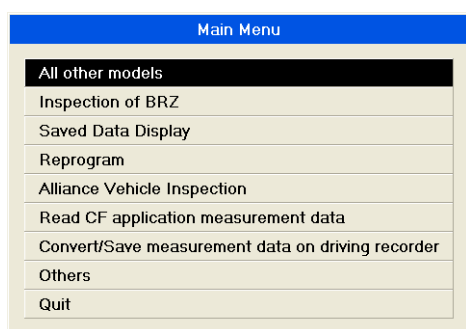 Main Menu
All other models
Inspection of BRZ
Saved Data Display
Reprogram
Alliance Vehicle Inspection
Read CF application measurement data
Convert/Save measurement data on driving recorder
Others
Quit